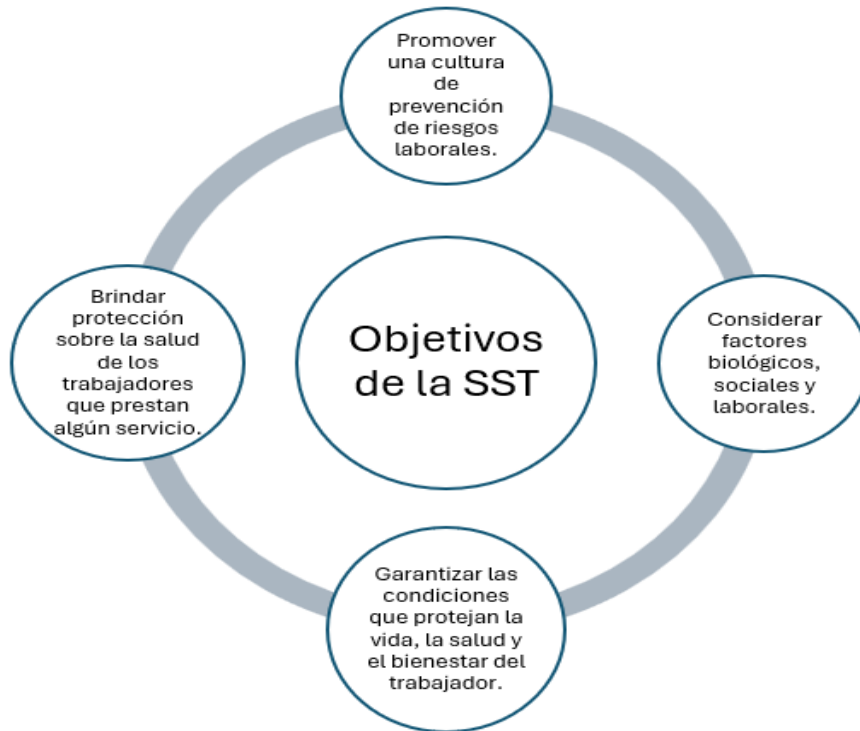 Promover
una cultura
de
prevención
de riesgos
laborales.
Brindar
protección
sobre la salud
de los
trabajadores
que prestan
algún servicio.
Objetivos
de la SST
Considerar
factores
biológicos,
sociales y
laborales.
Garantizar las
condiciones
que protejan la
vida, la salud y
el bienestar del
trabajador.